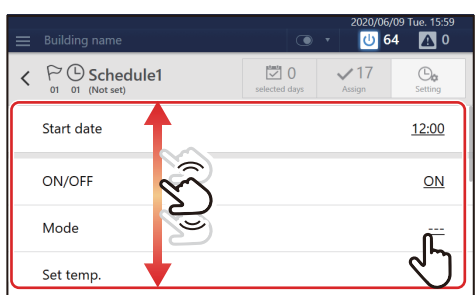 2020/06/09 Tue. 15:59
Building name
64
0
Schedule1
01 01 (Not set)
0
selected days
17
Assign
Setting
Start date
12:00
ON/OFF
ON
Mode
---
Set temp.